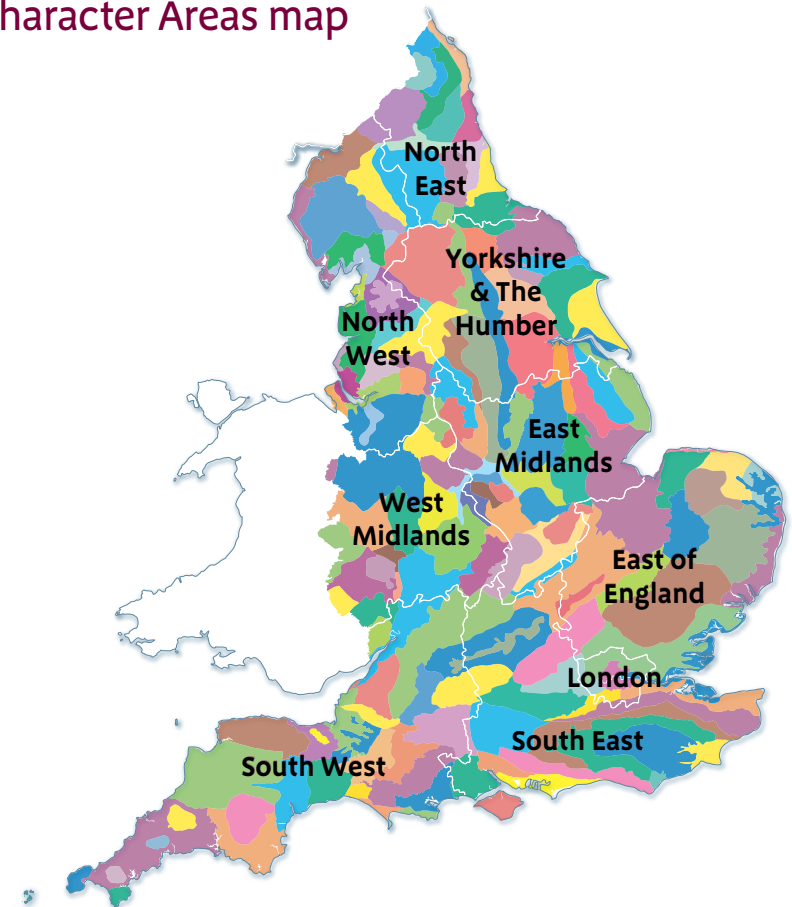 haracter Areas map
North
East
Yorkshire
& The
Humber
North
West
East
Midlands
West
Midlands
East of
England
London
South East
South West